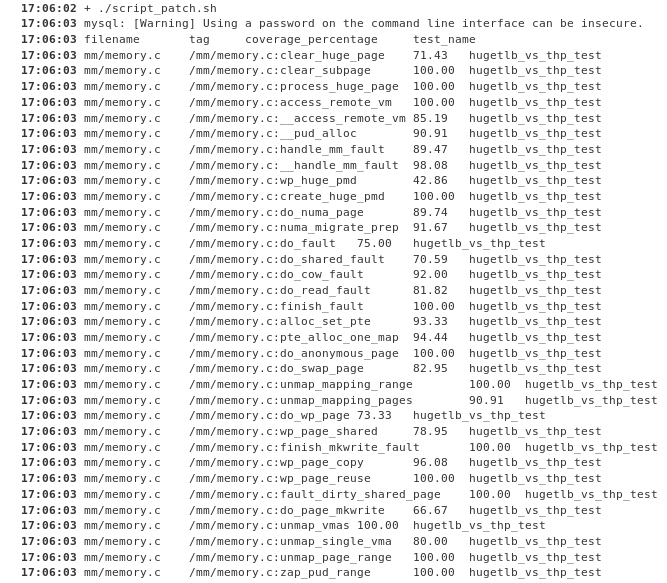 17:06:02 + ./script_patch.sh
17:06:03 mysql: [Warning] Using a password on the command line interface can be insecure.
17:06:03 filename tag coverage_percentage test_name
17:06:03 mm/memory.c /mm/memory.c:clear_huge_page 71.43 hugetlb_vs_thp_test
17:06:03 mm/memory.c /mm/memory.c:clear_subpage 100.00 hugetlb_vs_thp_test
17:06:03 mm/memory.c /mm/memory.c:process_huge_page 100.00 hugetlb_vs_thp_test
17:06:03 mm/memory.c /mm/memory.c:access_remote_vm 100.00 hugetlb_vs_thp_test
17:06:03 mm/memory.c /mm/memory.c:__access_remote_vm 85.19 hugetlb_vs_thp_test
17:06:03 mm/memory.c /mm/memory.c:__pud_alloc 90.91 hugetlb_vs_thp_test
17:06:03 mm/memory.c /mm/memory.c:handle_mm_fault 89.47 hugetlb_vs_thp_test
17:06:03 mm/memory.c /mm/memory.c:__handle_mm_fault 98.08 hugetlb_vs_thp_test
17:06:03 mm/memory.c /mm/memory.c:wp_huge_pmd 42.86 hugetlb_vs_thp_test
17:06:03 mm/memory.c /mm/memory.c:create_huge_pmd 100.00 hugetlb_vs_thp_test
17:06:03 mm/memory.c /mm/memory.c:do_numa_page 89.74 hugetlb_vs_thp_test
17:06:03 mm/memory.c /mm/memory.c:numa_migrate_prep 91.67 hugetlb_vs_thp_test
17:06:03 mm/memory.c /mm/memory.c:do_fault 75.00 hugetlb_vs_thp_test
17:06:03 mm/memory.c /mm/memory.c:do_shared_fault 70.59 hugetlb_vs_thp_test
17:06:03 mm/memory.c /mm/memory.c:do_cow_fault 92.00 hugetlb_vs_thp_test
17:06:03 mm/memory.c /mm/memory.c:do_read_fault 81.82 hugetlb_vs_thp_test
17:06:03 mm/memory.c /mm/memory.c:finish_fault 100.00 hugetlb_vs_thp_test
17:06:03 mm/memory.c /mm/memory.c:alloc_set_pte 93.33 hugetlb_vs_thp_test
17:06:03 mm/memory.c /mm/memory.c:pte_alloc_one_map 94.44 hugetlb_vs_thp_test
17:06:03 mm/memory.c /mm/memory.c:do_anonymous_page 100.00 hugetlb_vs_thp_test
17:06:03 mm/memory.c /mm/memory.c:do_swap_page 82.95 hugetlb_vs_thp_test
17:06:03 mm/memory.c /mm/memory.c:unmap_mapping_range 100.00 hugetlb_vs_thp_test
17:06:03 mm/memory.c /mm/memory.c:unmap_mapping_pages 90.91 hugetlb_vs_thp_test
17:06:03 mm/memory.c /mm/memory.c:do_wp_page 73.33 hugetlb_vs_thp_test
17:06:03 mm/memory.c /mm/memory.c:wp_page_shared 78.95 hugetlb_vs_thp_test
17:06:03 mm/memory.c /mm/memory.c:finish_mkwrite_fault 100.00 hugetlb_vs_thp_test
17:06:03 mm/memory.c /mm/memory.c:wp_page_copy 96.08 hugetlb_vs_thp_test
17:06:03 mm/memory.c /mm/memory.c:wp_page_reuse 100.00 hugetlb_vs_thp_test
17:06:03 mm/memory.c /mm/memory.c:fault_dirty_shared_page 100.00 hugetlb_vs_thp_test
17:06:03 mm/memory.c /mm/memory.c:do_page_mkwrite 66.67 hugetlb_vs_thp_test
17:06:03 mm/memory.c /mm/memory.c:unmap_vmas 100.00 hugetlb_vs_thp_test
17:06:03 mm/memory.c /mm/memory.c:unmap_single_vma 80.00 hugetlb_vs_thp_test
17:06:03 mm/memory.c /mm/memory.c:unmap_page_range 100.00 hugetlb_vs_thp_test
17:06:03 mm/memory.c /mm/memory.c:zap_pud_range 100.00 hugetlb_vs_thp_test